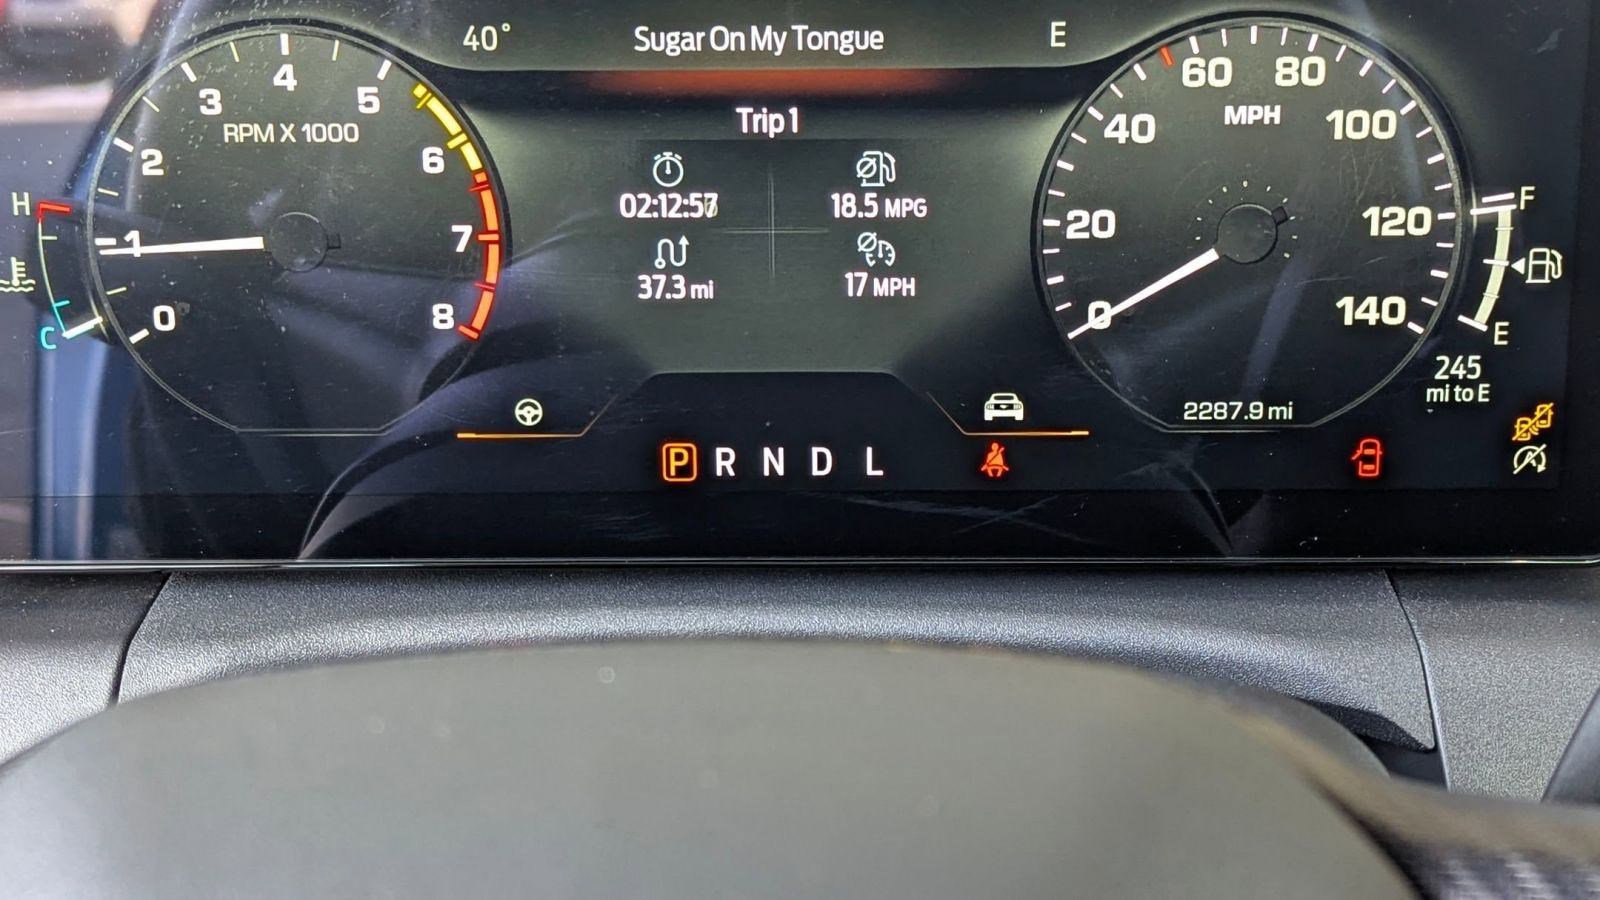 40° Sugar On My Tongue E
Trip 1
0 1 2 3 4 5 6 7 8
RPM X 1000
H
C
02:12:57
18.5 MPG
37.3 mi
17 MPH
0 20 40 60 80 100 120 140
MPH
2287.9 mi
F
E
245
mi to E
P R N D L